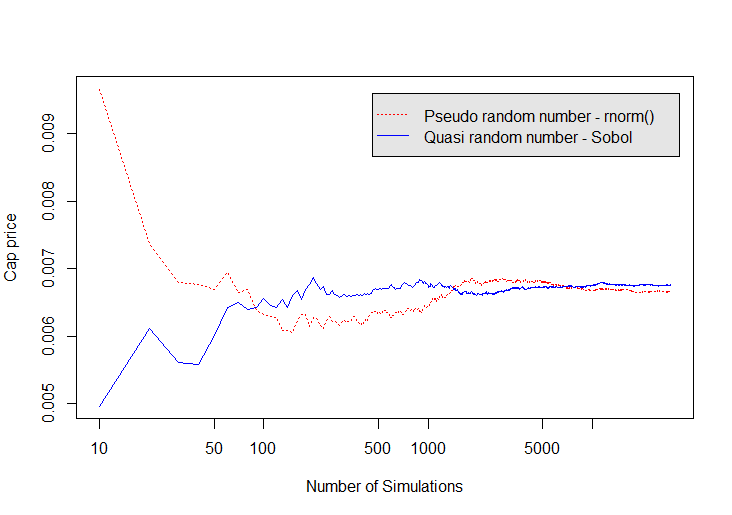 Pseudo random number - rnorm()
Quasi random number - Sobol
Cap price
0.009
0.008
0.007
0.006
0.005
10 50 100 500 1000 5000
Number of Simulations